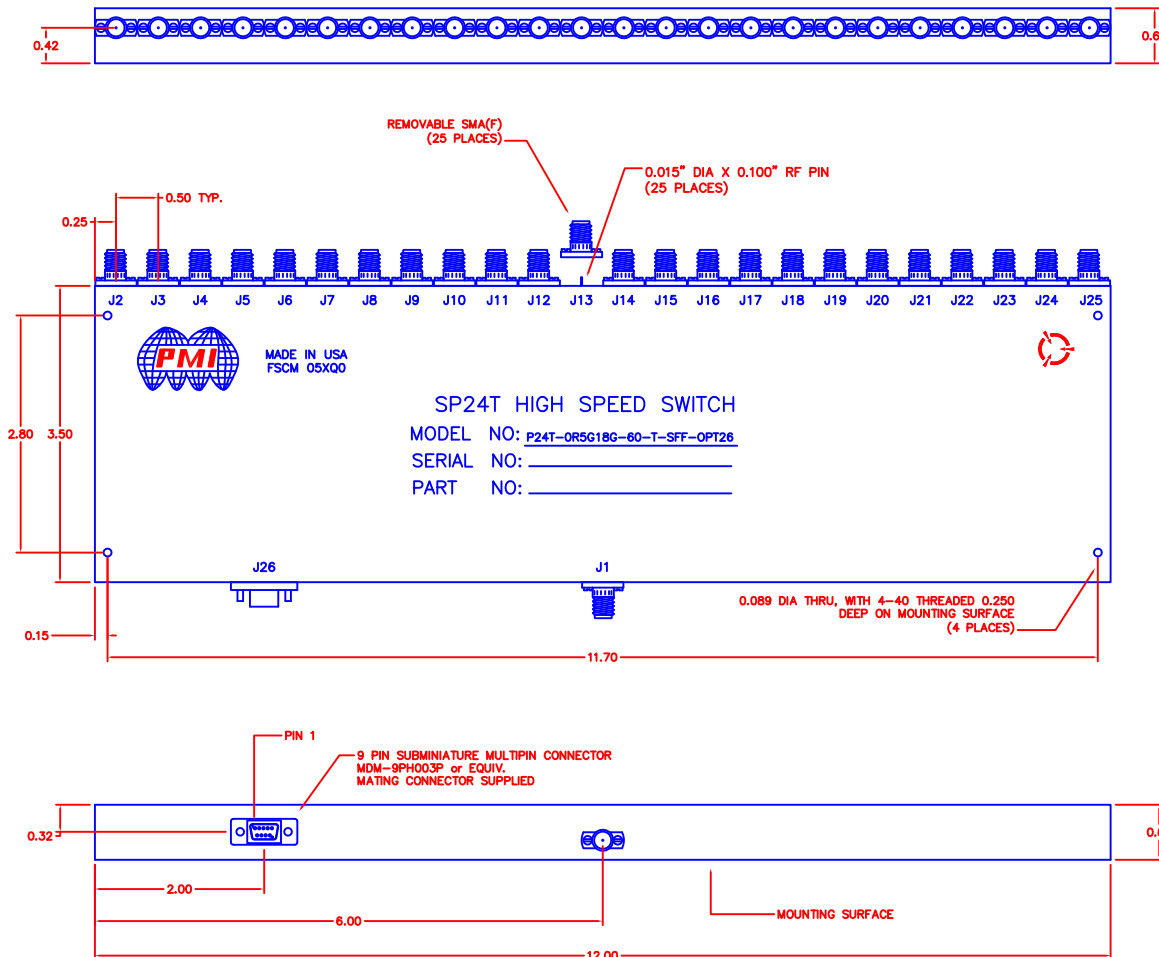 0.42
0.6
REMOVABLE SMA(F)
(25 PLACES)
0.015" DIA X 0.100" RF PIN
(25 PLACES)
0.50 TYP.
0.25
J2 J3 J4 J5 J6 J7 J8 J9 J10 J11 J12 J13 J14 J15 J16 J17 J18 J19 J20 J21 J22 J23 J24 J25
PMI
MADE IN USA
FSCM 05XQ0
SP24T HIGH SPEED SWITCH
MODEL NO: P24T-0R5G18G-60-T-SFF-OPT26
SERIAL NO:
PART NO:
2.80 3.50
J26 J1
0.089 DIA THRU, WITH 4-40 THREADED 0.250
DEEP ON MOUNTING SURFACE
(4 PLACES)
0.15
11.70
PIN 1
9 PIN SUBMINIATURE MULTIPIN CONNECTOR
MDM-9PH003P or EQUIV.
MATING CONNECTOR SUPPLIED
0.32
2.00
6.00
MOUNTING SURFACE
12.00